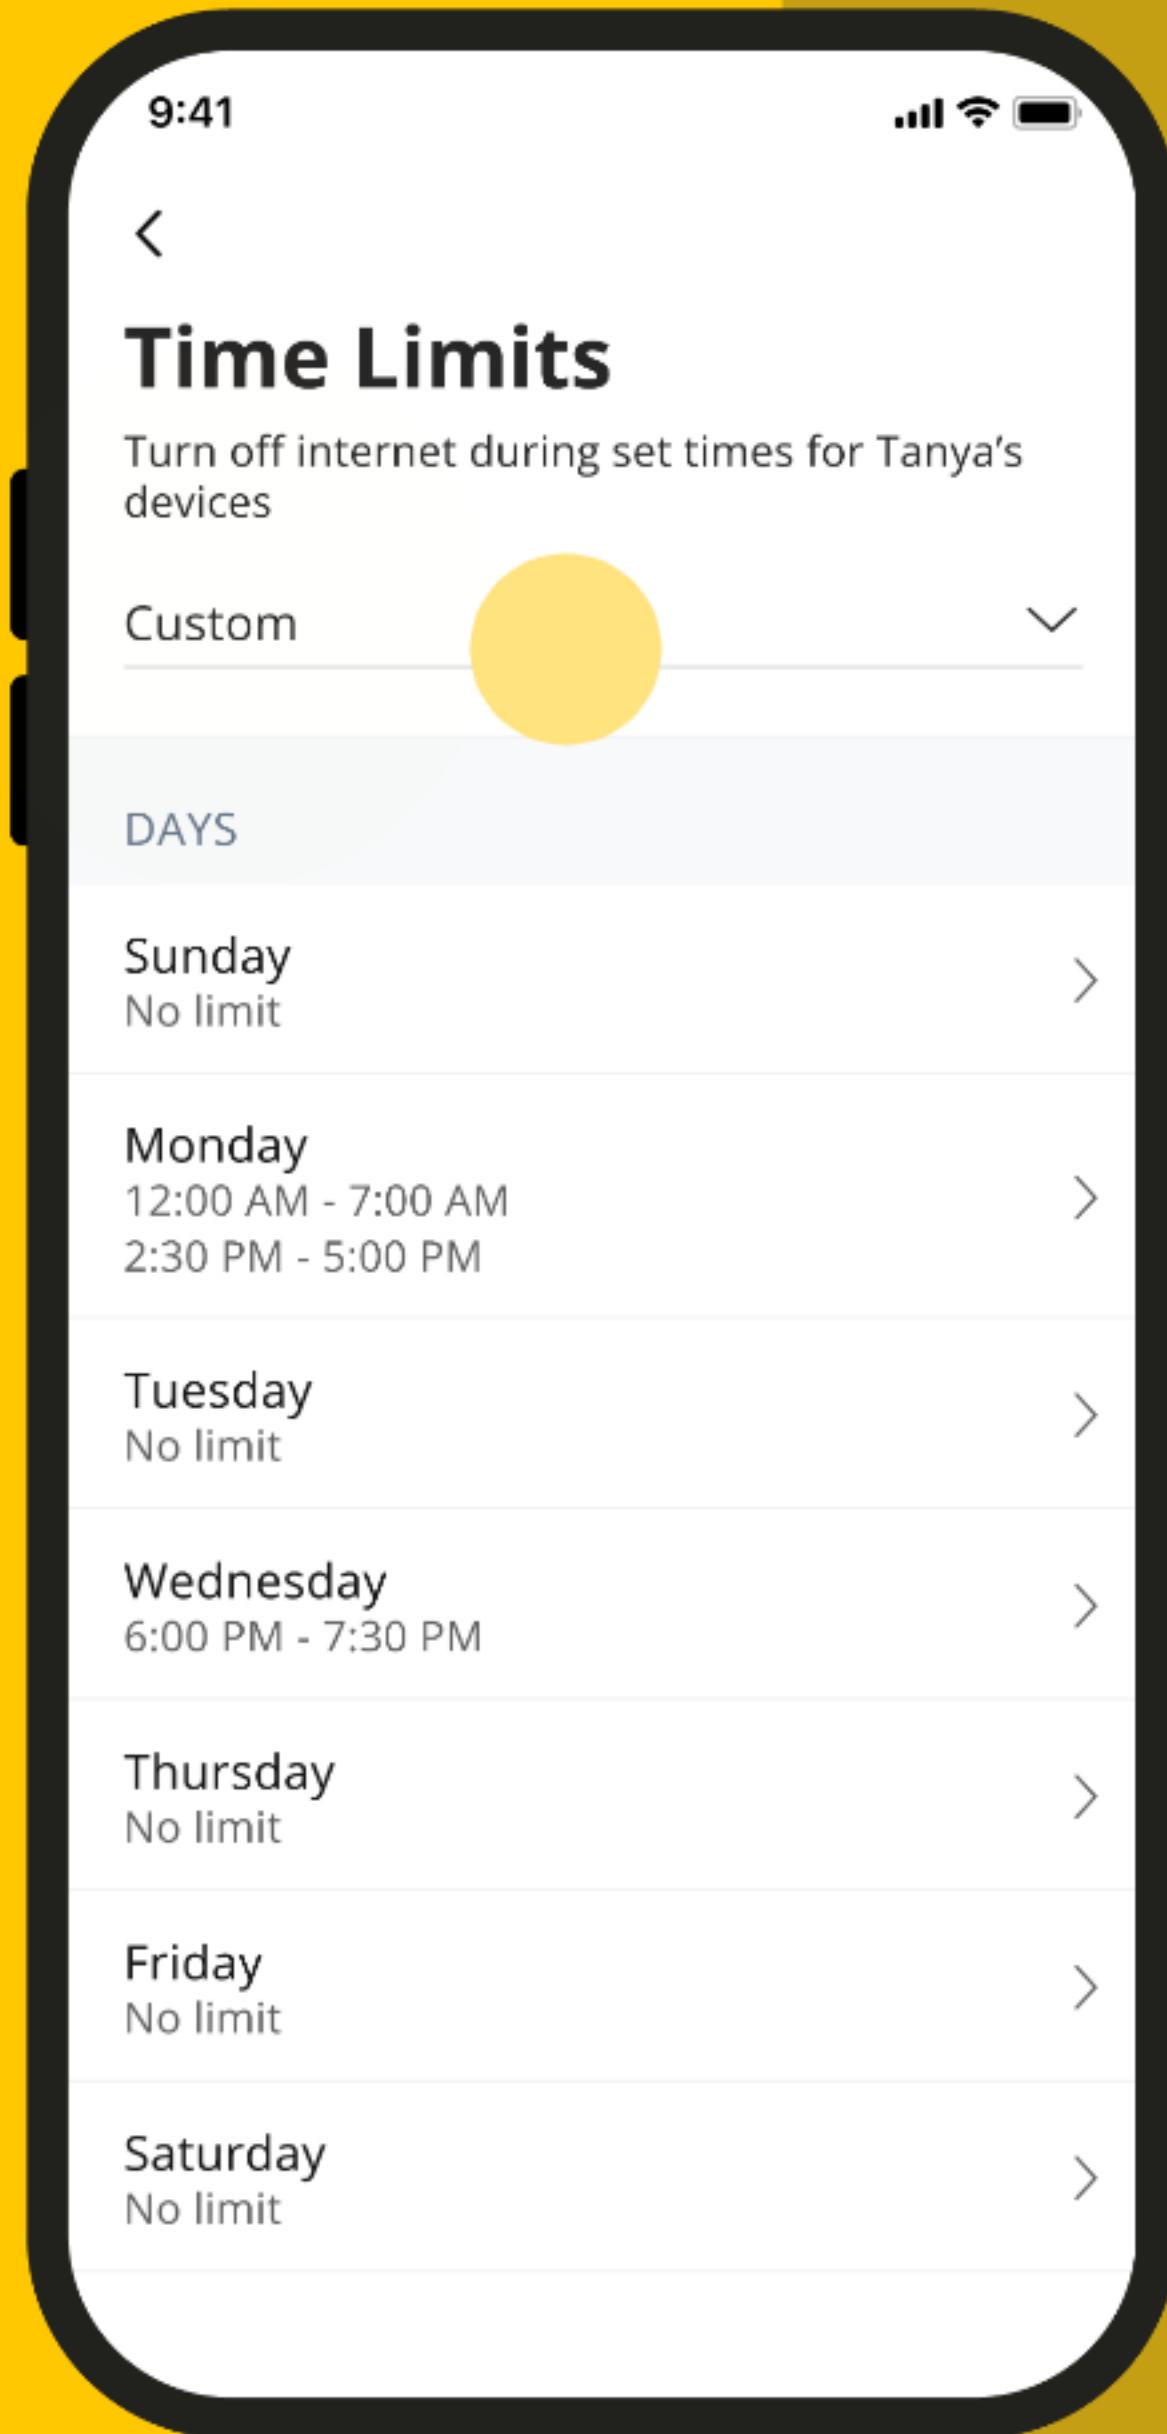 9:41
Time Limits
Turn off internet during set times for Tanya's
devices
Custom
DAYS
Sunday
No limit
Monday
12:00 AM - 7:00 AM
2:30 PM - 5:00 PM
Tuesday
No limit
Wednesday
6:00 PM - 7:30 PM
Thursday
No limit
Friday
No limit
Saturday
No limit